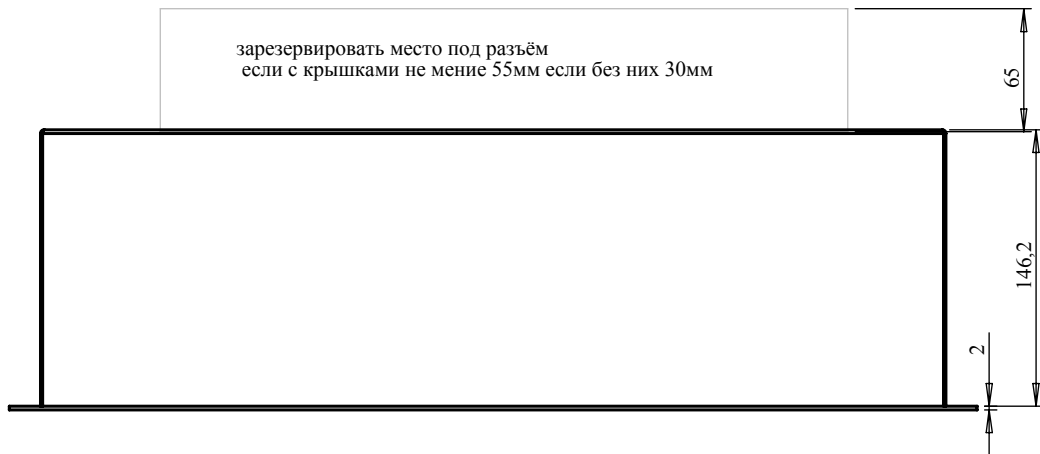 зарезервировать место под разъём
если с крышками не мение 55мм если без них 30мм
65
146,2
2